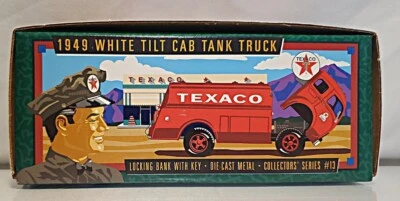 1949 WHITE TILT CAB TANK TRUCK
TEXACO
TEXACO
TEXACO
LOCKING BANK WITH KEY • DIE CAST METAL • COLLECTORS' SERIES #13